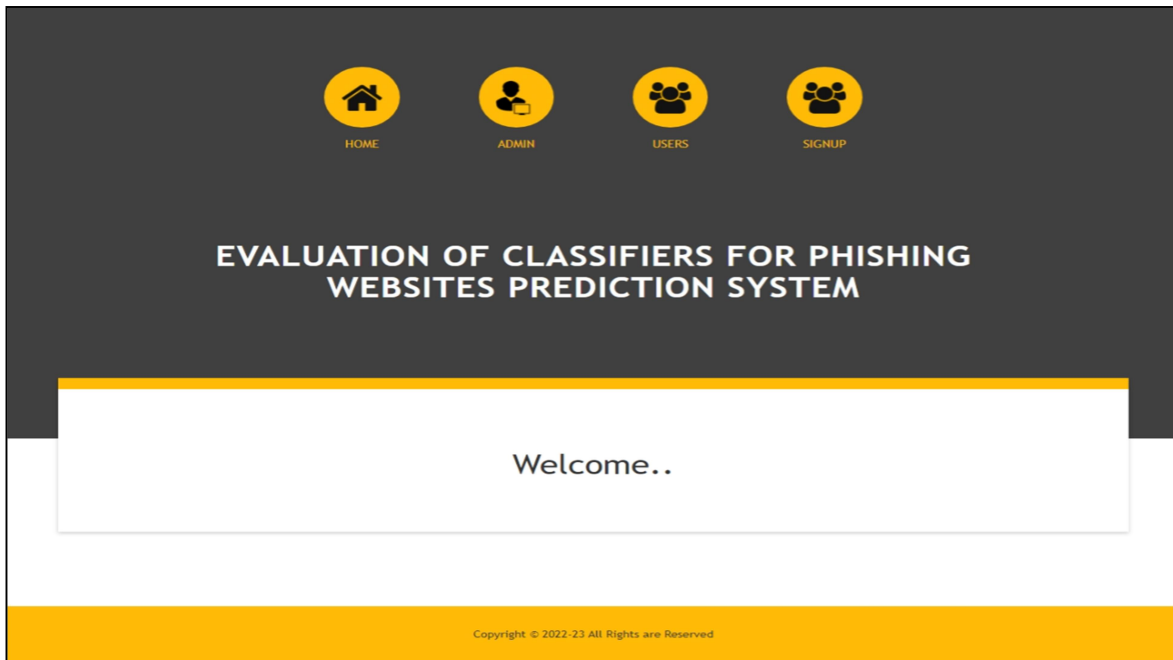 HOME
ADMIN
USERS
SIGNUP
EVALUATION OF CLASSIFIERS FOR PHISHING
WEBSITES PREDICTION SYSTEM
Welcome..
Copyright © 2022-23 All Rights are Reserved